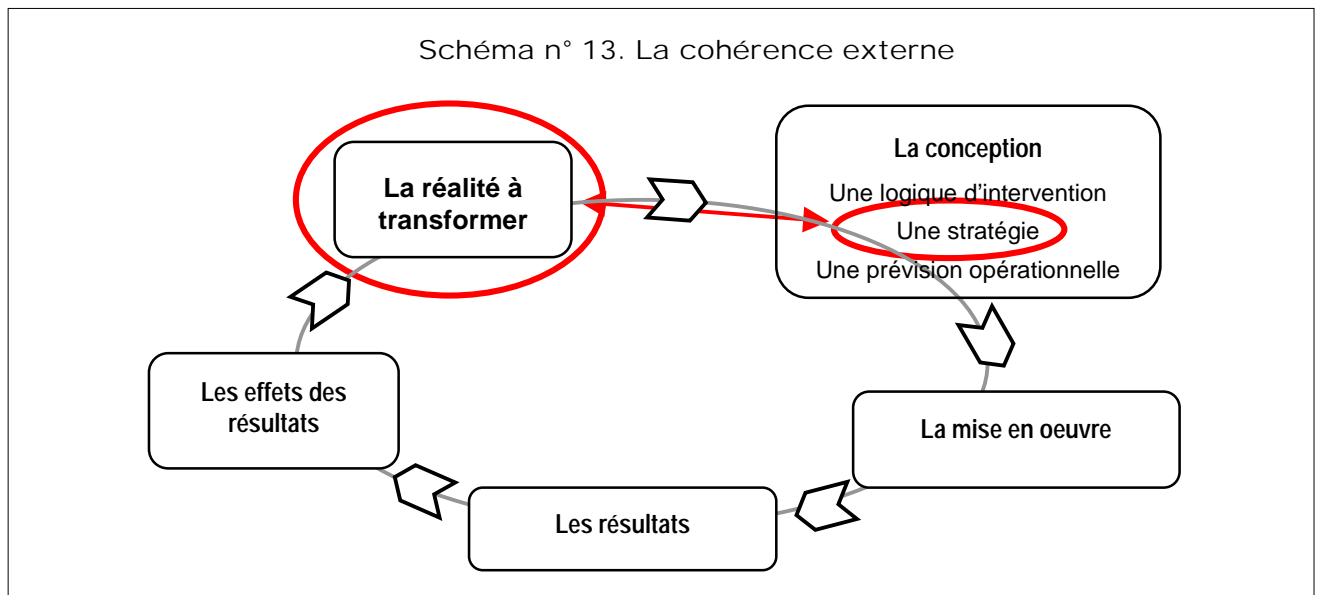 Schéma n° 13. La cohérence externe
La réalité à
transformer
La conception
Une logique d'intervention
Une stratégie
Une prévision opérationnelle
Les effets des
résultats
La mise en oeuvre
Les résultats